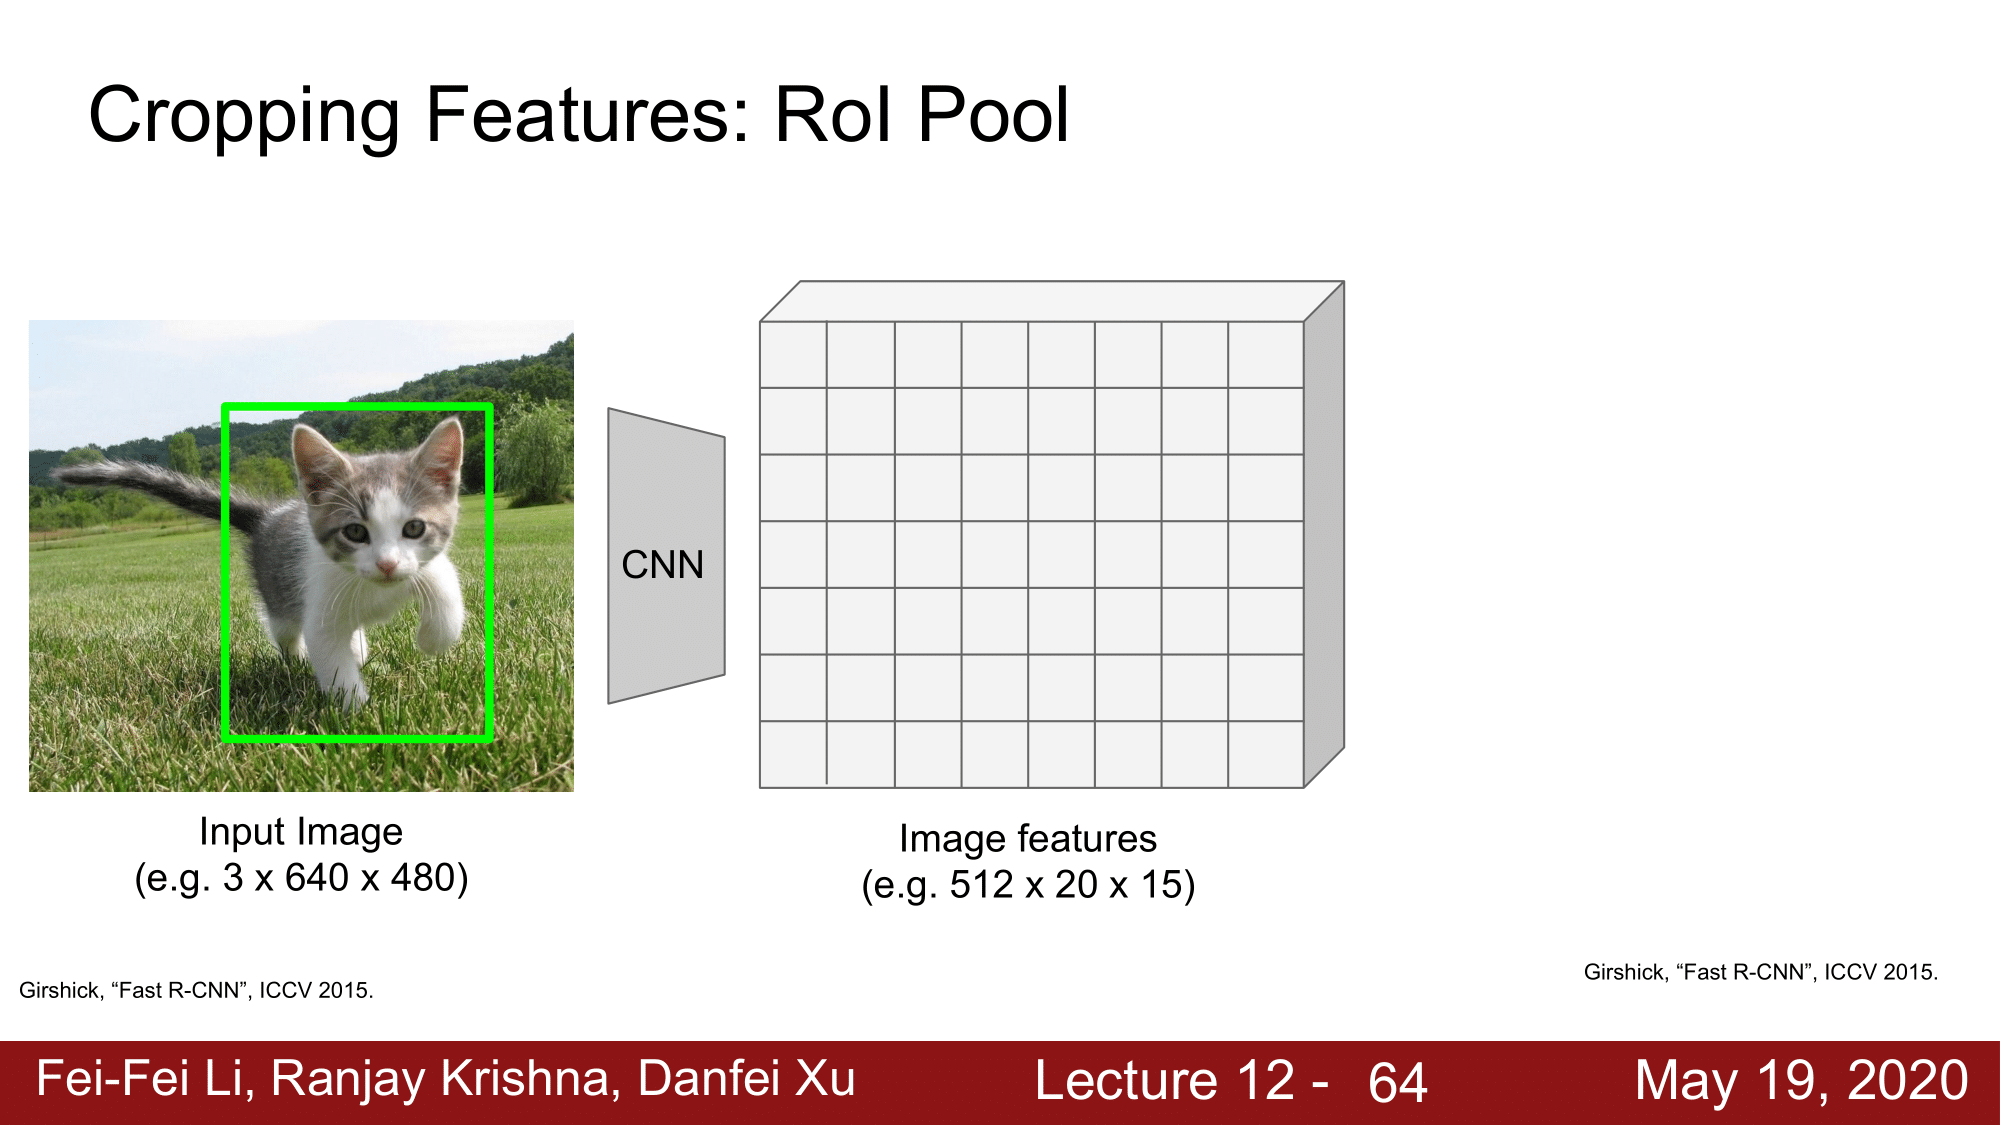 Cropping Features: RoI Pool
CNN
Input Image
(e.g. 3 x 640 x 480)
Image features
(e.g. 512 x 20 x 15)
Girshick, “Fast R-CNN”, ICCV 2015.
Girshick, “Fast R-CNN”, ICCV 2015.
Fei-Fei Li, Ranjay Krishna, Danfei Xu
Lecture 12 - 64
May 19, 2020